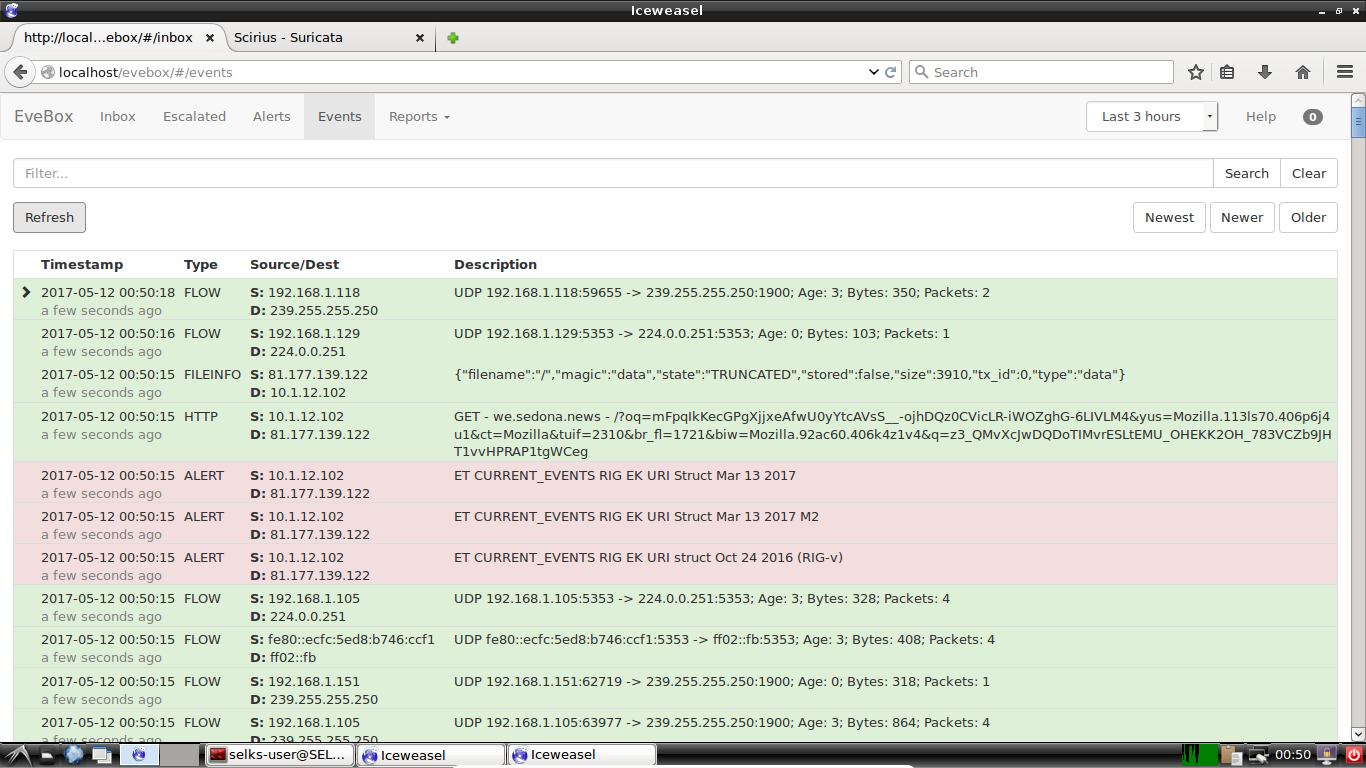 Iceweasel
http://local...ebox/#/inbox Scirius - Suricata
localhost/evebox/#/events Search
EveBox Inbox Escalated Alerts Events Reports Last 3 hours Help 0
Filter... Search Clear
Refresh Newest Newer Older
Timestamp Type Source/Dest Description
2017-05-12 00:50:18 FLOW S: 192.168.1.118 UDP 192.168.1.118:59655 -> 239.255.255.250:1900; Age: 3; Bytes: 350; Packets: 2
a few seconds ago D: 239.255.255.250
2017-05-12 00:50:16 FLOW S: 192.168.1.129 UDP 192.168.1.129:5353 -> 224.0.0.251:5353; Age: 0; Bytes: 103; Packets: 1
a few seconds ago D: 224.0.0.251
2017-05-12 00:50:15 FILEINFO S: 81.177.139.122 {"filename":"/","magic":"data","state":"TRUNCATED","stored":false,"size":3910,"tx_id":0,"type":"data"}
a few seconds ago D: 10.1.12.102
2017-05-12 00:50:15 HTTP S: 10.1.12.102 GET - we.sedona.news - /?oq=mFpqIkKecGPgXjjxeAfwU0yYtcAVsS__-ojhDQz0CVicLR-iWOZghG-6LIVLM4&yus=Mozilla.113ls70.406p6j4
a few seconds ago D: 81.177.139.122 u1&ct=Mozilla&tuif=2310&br_fl=1721&biw=Mozilla.92ac60.406k4z1v4&q=z3_QMvXcJwDQDoTIMvrESLtEMU_OHEKK2OH_783VCZb9JH
T1vvHPRAP1tgWCeg
2017-05-12 00:50:15 ALERT S: 10.1.12.102 ET CURRENT_EVENTS RIG EK URI Struct Mar 13 2017
a few seconds ago D: 81.177.139.122
2017-05-12 00:50:15 ALERT S: 10.1.12.102 ET CURRENT_EVENTS RIG EK URI Struct Mar 13 2017 M2
a few seconds ago D: 81.177.139.122
2017-05-12 00:50:15 ALERT S: 10.1.12.102 ET CURRENT_EVENTS RIG EK URI struct Oct 24 2016 (RIG-v)
a few seconds ago D: 81.177.139.122
2017-05-12 00:50:15 FLOW S: 192.168.1.105 UDP 192.168.1.105:5353 -> 224.0.0.251:5353; Age: 3; Bytes: 328; Packets: 4
a few seconds ago D: 224.0.0.251
2017-05-12 00:50:15 FLOW S: fe80::ecfc:5ed8:b746:ccf1 UDP fe80::ecfc:5ed8:b746:ccf1:5353 -> ff02::fb:5353; Age: 3; Bytes: 408; Packets: 4
a few seconds ago D: ff02::fb
2017-05-12 00:50:15 FLOW S: 192.168.1.151 UDP 192.168.1.151:62719 -> 239.255.255.250:1900; Age: 0; Bytes: 318; Packets: 1
a few seconds ago D: 239.255.255.250
2017-05-12 00:50:15 FLOW S: 192.168.1.105 UDP 192.168.1.105:63977 -> 239.255.255.250:1900; Age: 3; Bytes: 864; Packets: 4
a few seconds ago D: 239.255.255.250
selks-user@SEL... Iceweasel Iceweasel 00:50